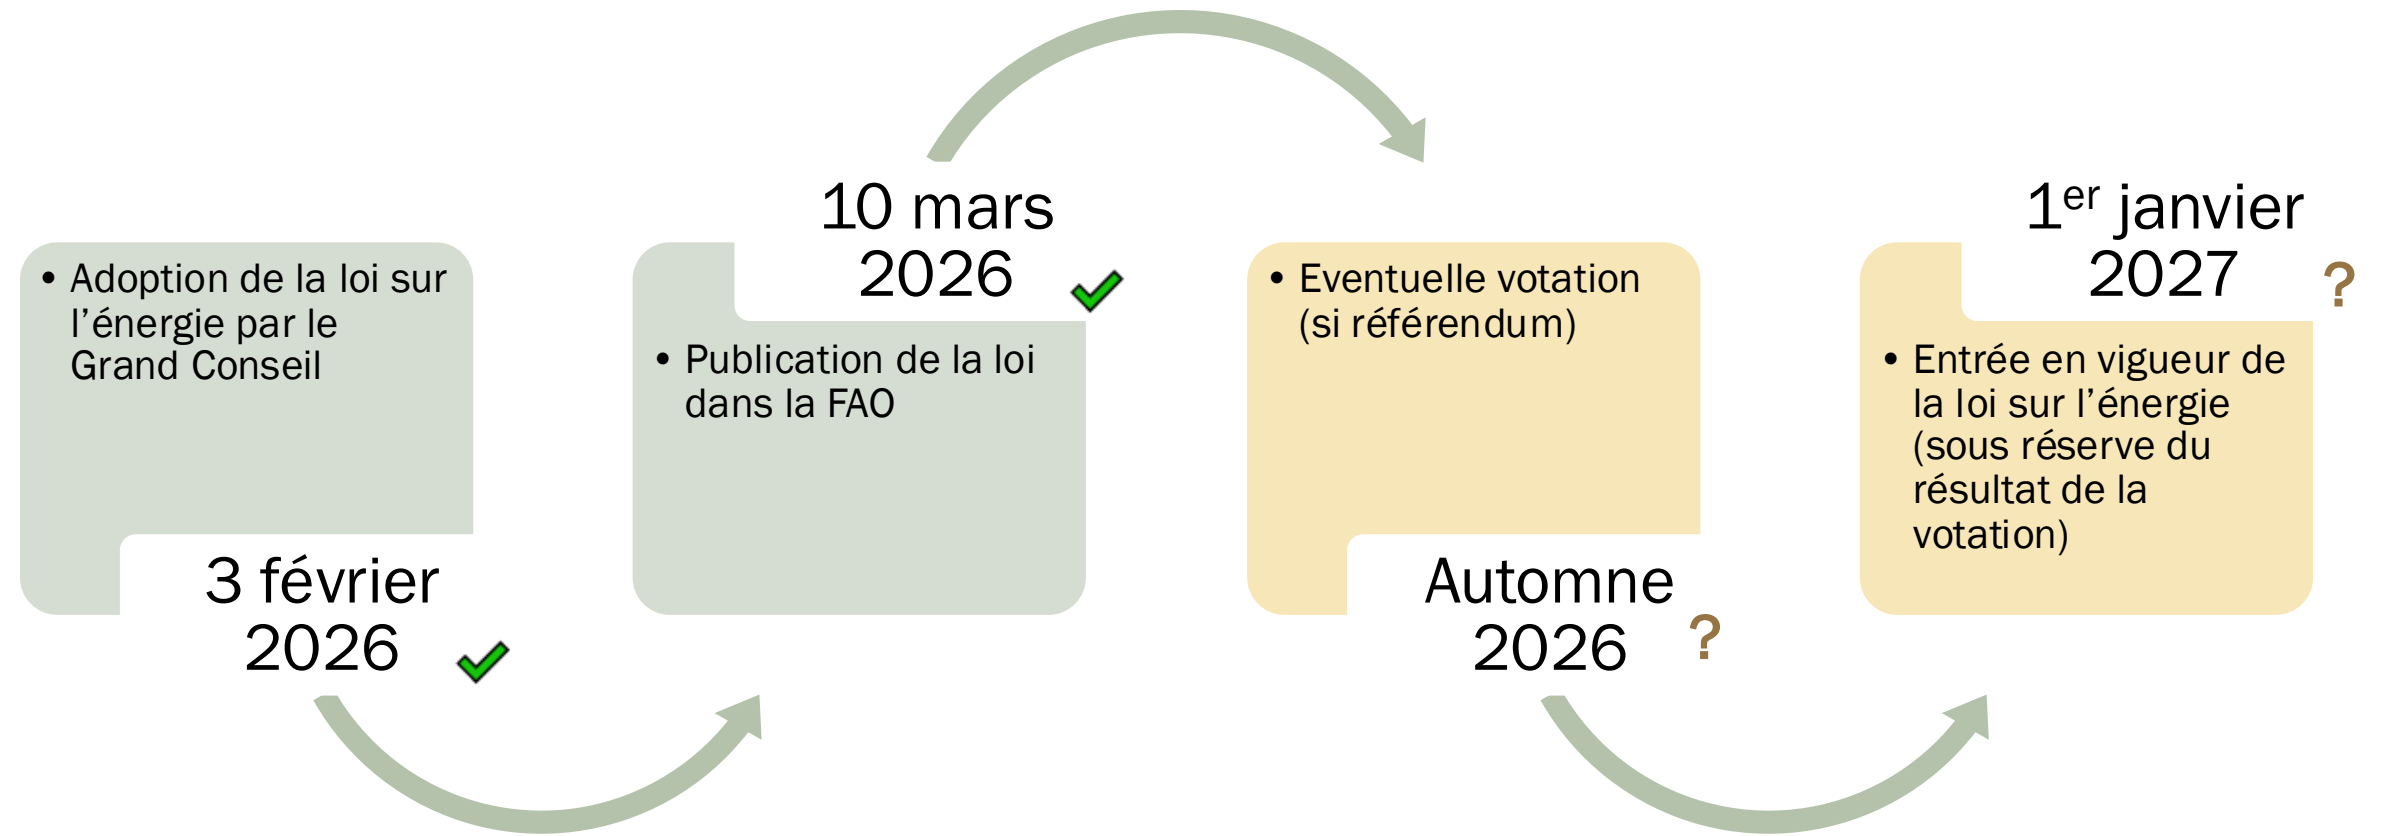 • Adoption de la loi sur
l’énergie par le
Grand Conseil
3 février
2026
10 mars
2026
• Publication de la loi
dans la FAO
• Eventuelle votation
(si référendum)
Automne
2026
?
1er janvier
2027
?
• Entrée en vigueur de
la loi sur l’énergie
(sous réserve du
résultat de la
votation)